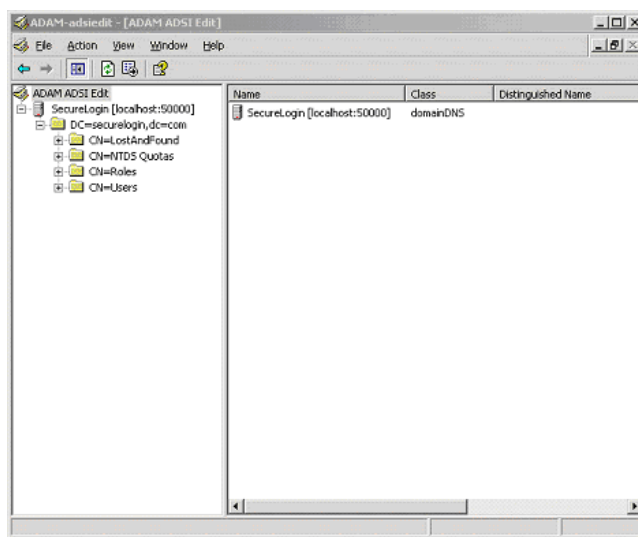 ADAM-adsiedit - [ADAM ADSI Edit]
File Action View Window Help
ADAM ADSI Edit
SecureLogin [localhost:50000]
DC=securelogin,dc=com
CN=LostAndFound
CN=NTDS Quotas
CN=Roles
CN=Users
Name Class Distinguished Name
SecureLogin [localhost:50000] domainDNS